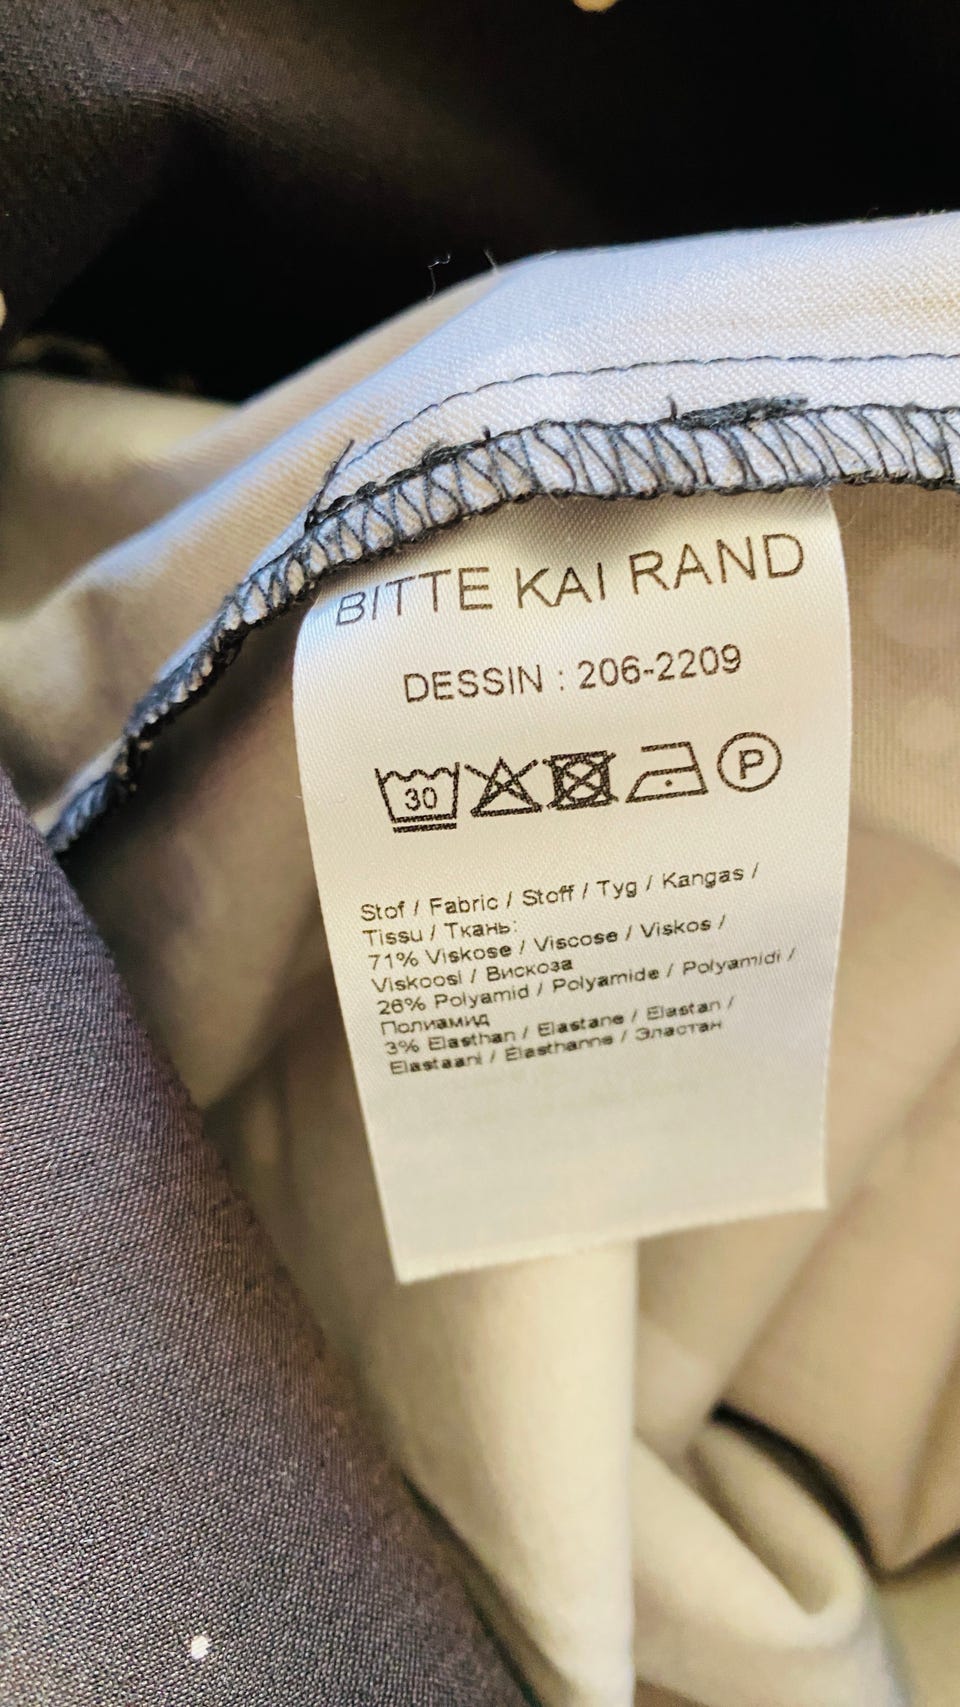 BITTE KAI RAND
DESSIN : 206-2209
30 P
Stof / Fabric / Stoff / Tyg / Kangas /
Tissu / Ткань:
71% Viskose / Viscose / Viskos /
Viskoosi / Вискоза
26% Polyamid / Polyamide / Polyamidi /
Полиамид
3% Elasthan / Elastane / Elastan /
Elastaani / Élasthanne / Эластан